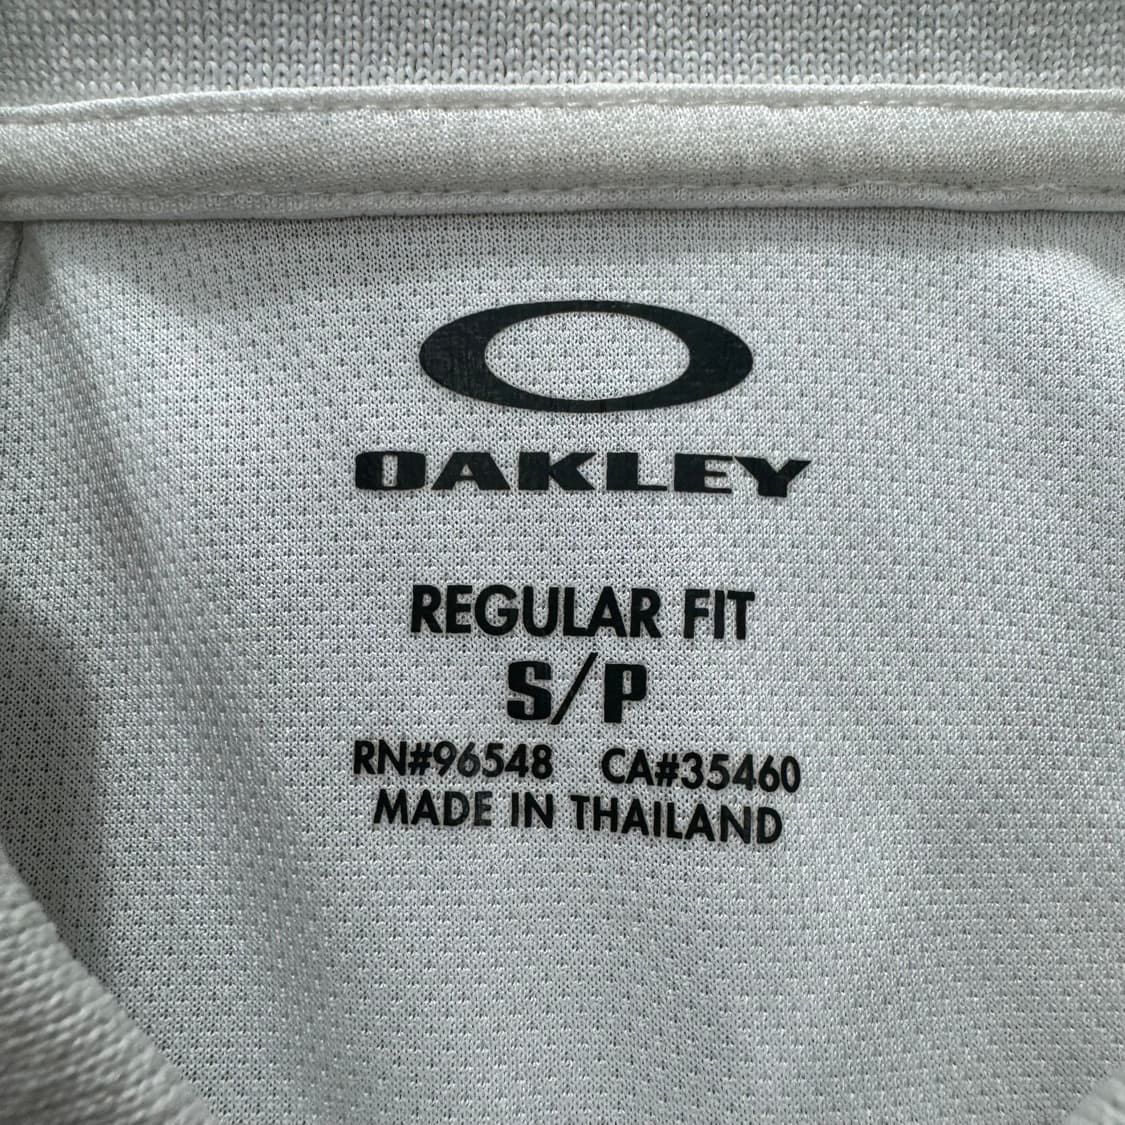 OAKLEY
REGULAR FIT
S/P
RN#96548 CA#35460
MADE IN THAILAND